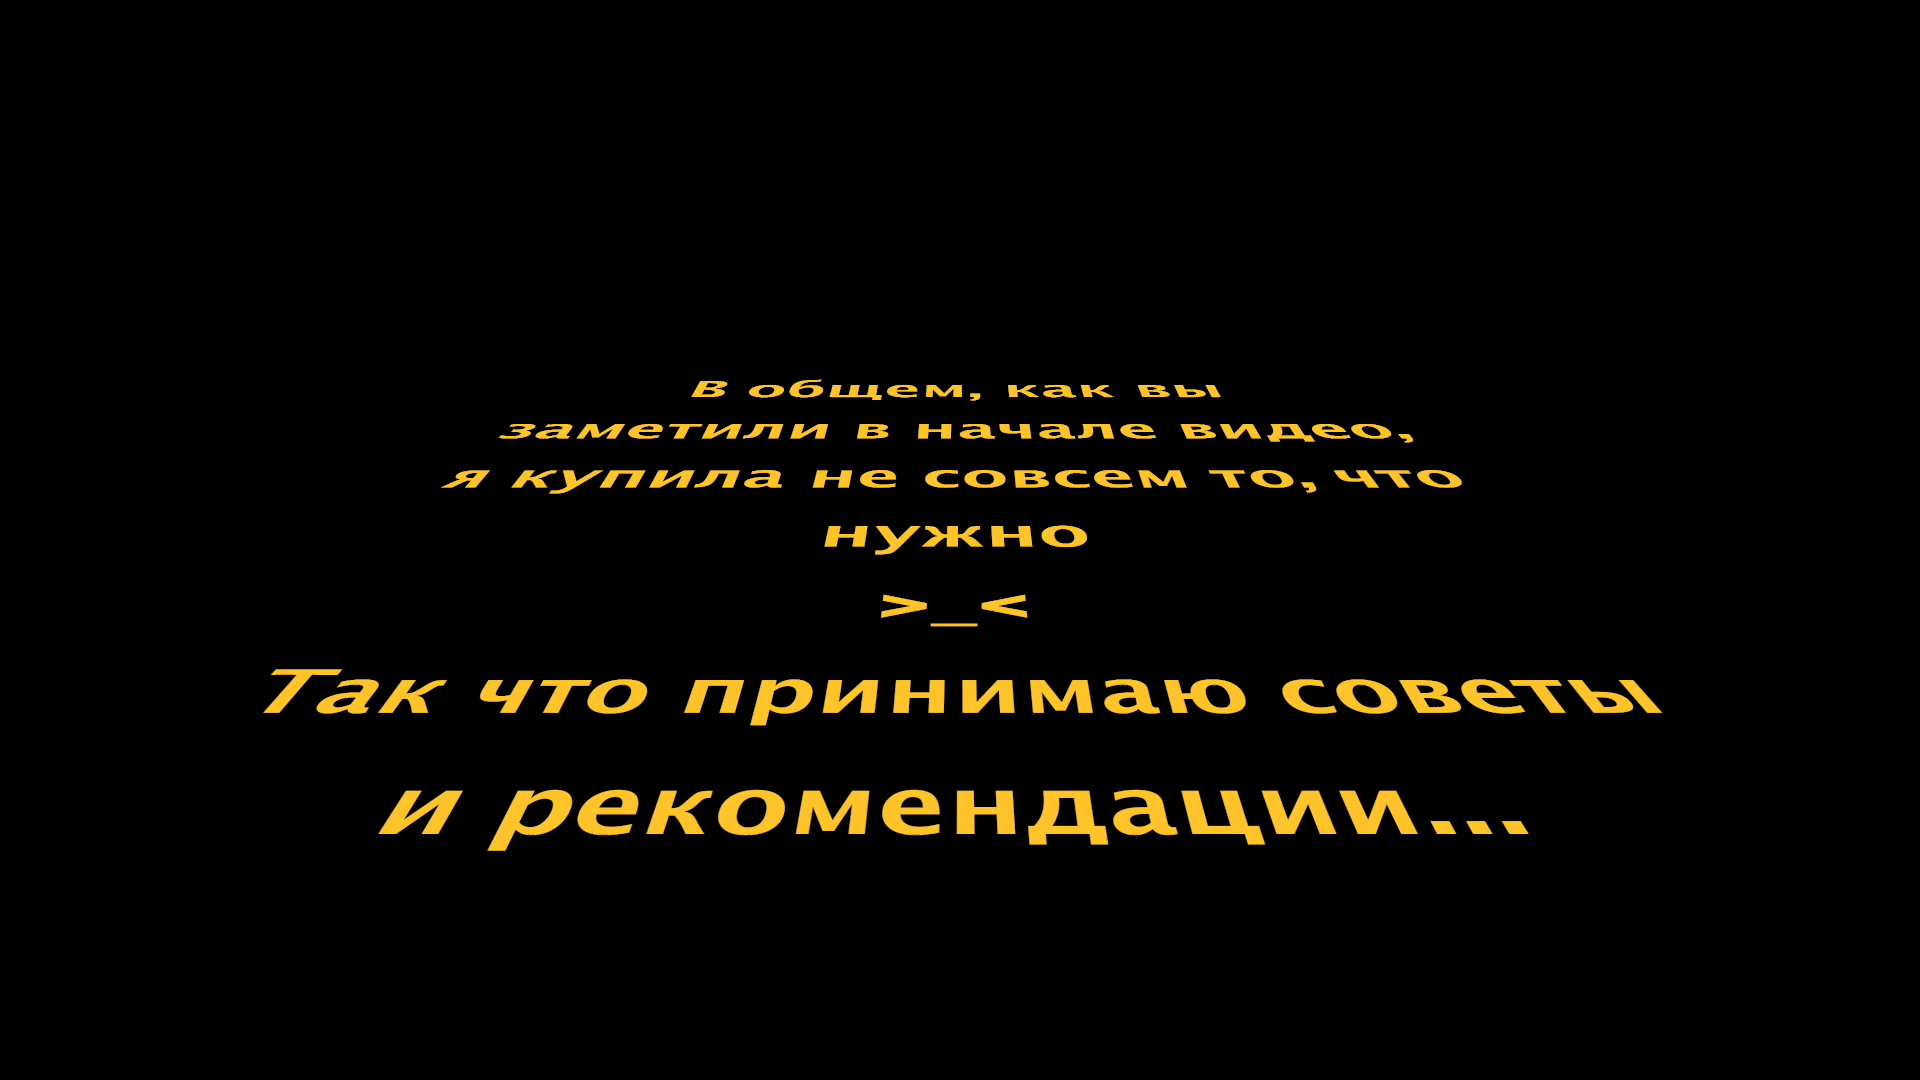 В общем, как вы
заметили в начале видео,
я купила не совсем то, что
нужно
>_<
Так что принимаю советы
и рекомендации...